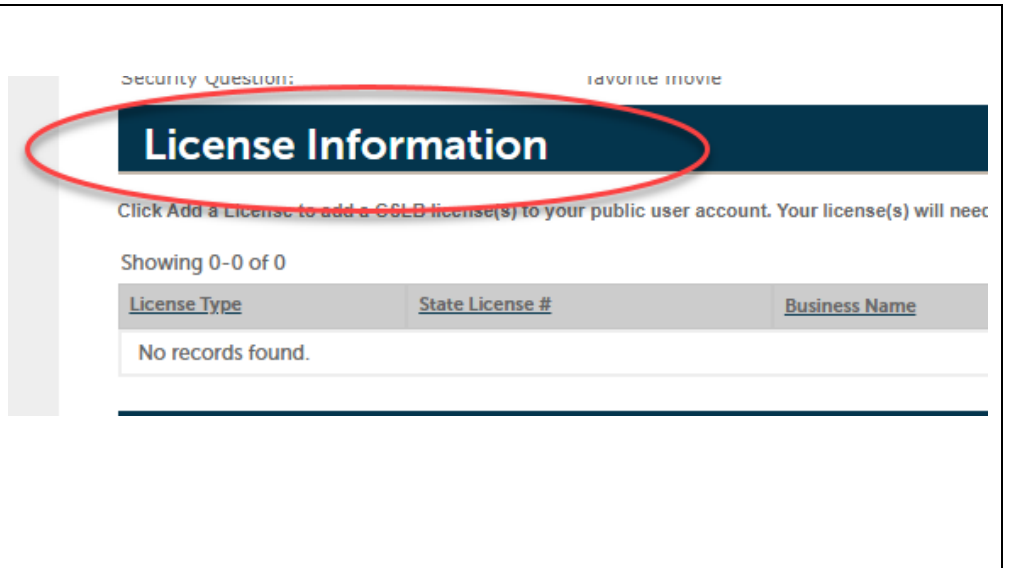 Security Question: favorite movie
License Information
Click Add a License to add a CSLB license(s) to your public user account. Your license(s) will need
Showing 0-0 of 0
License Type State License # Business Name
No records found.